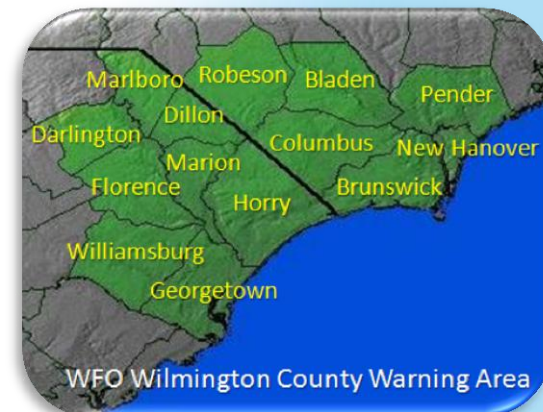 Marlboro
Robeson
Bladen
Pender
Dillon
Darlington
Columbus
New Hanover
Marion
Florence
Brunswick
Horry
Williamsburg
Georgetown
WFO Wilmington County Warning Area